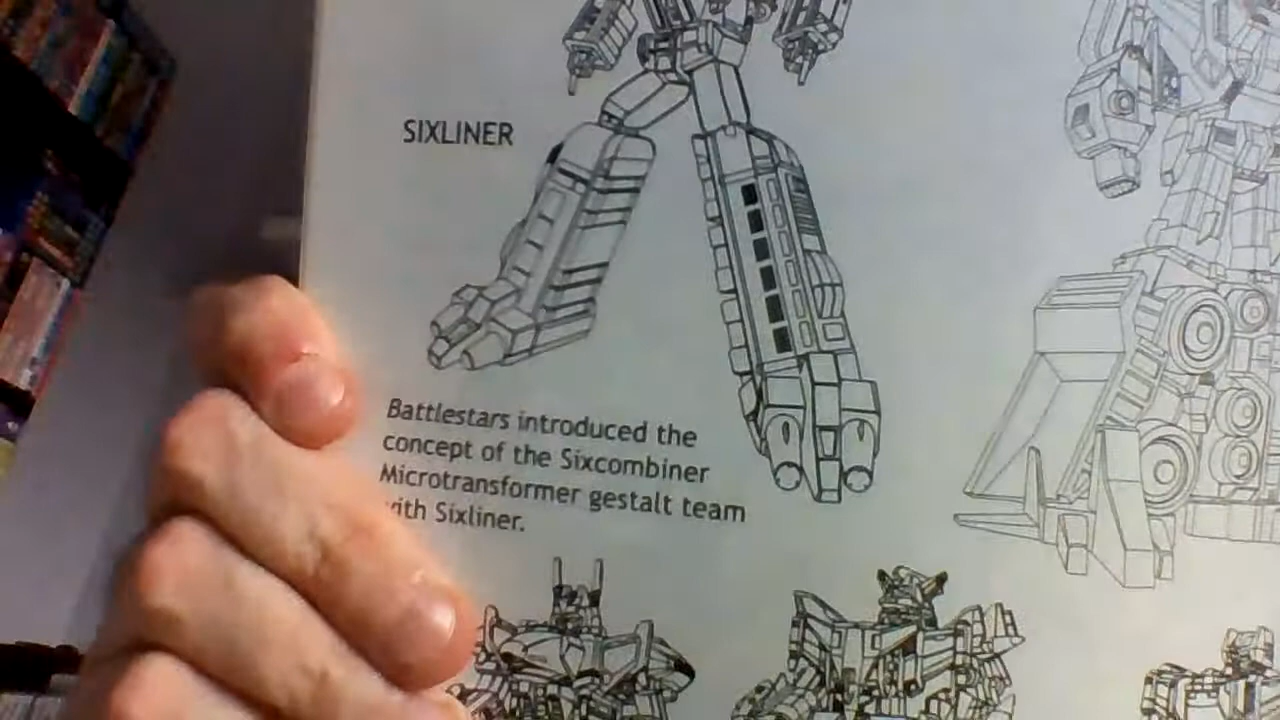 SIXLINER
Battlestars introduced the
concept of the Sixcombiner
Microtransformer gestalt team
with Sixliner.